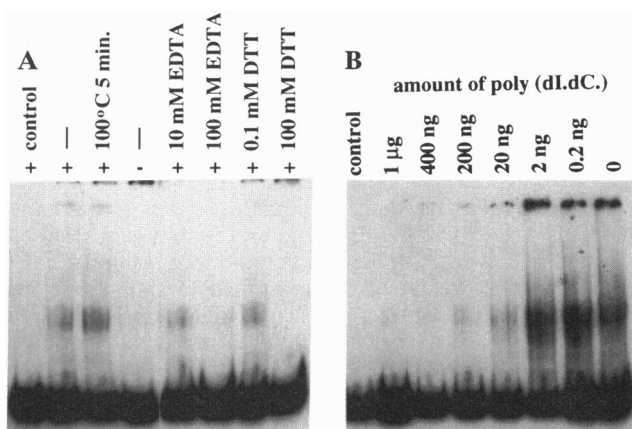 A
+ control
+ —
+ 100°C 5 min.
- —
+ 10 mM EDTA
+ 100 mM EDTA
+ 0.1 mM DTT
+ 100 mM DTT
B
amount of poly (dI.dC.)
control
1 µg
400 ng
200 ng
20 ng
2 ng
0.2 ng
0